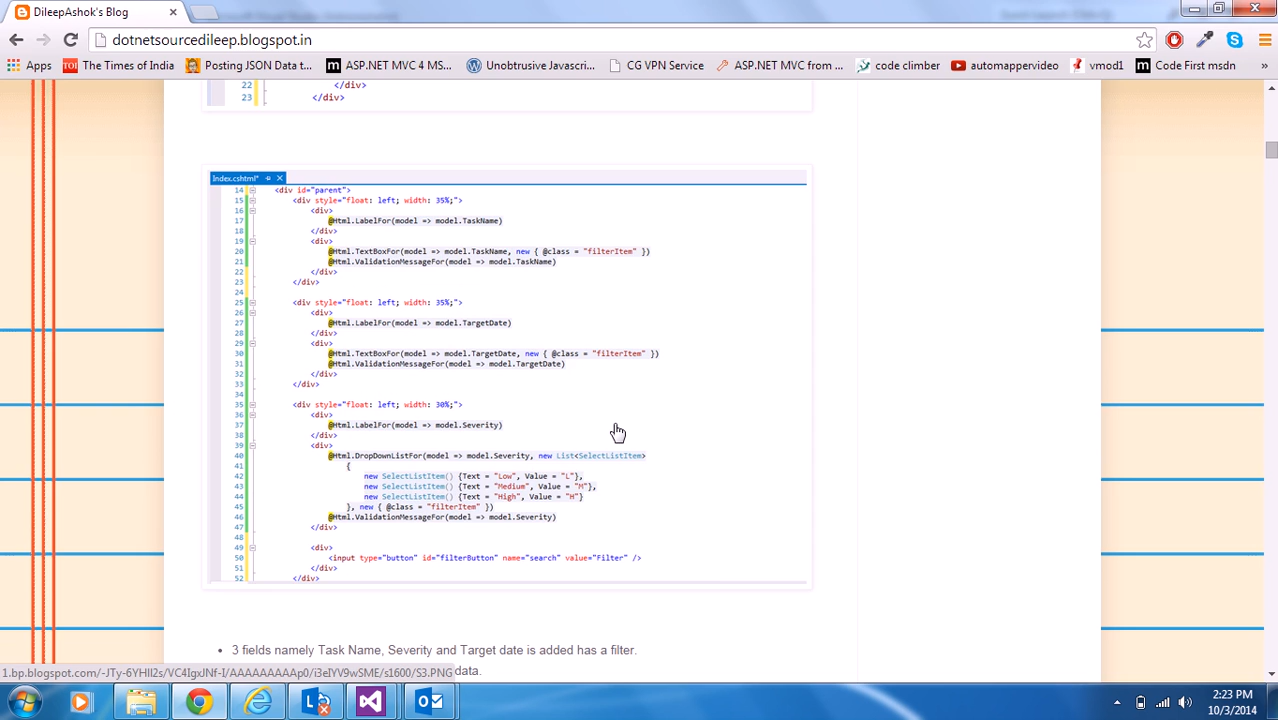 DileepAshok's Blog
dotnetsourcedileep.blogspot.in
Apps The Times of India Posting JSON Data t... ASP.NET MVC 4 MS... Unobtrusive Javascri... CG VPN Service ASP.NET MVC from ... code climber automappervideo vmod1 Code First msdn
22 </div>
23 </div>
Index.cshtml*
14 <div id="parent">
15 <div style="float: left; width: 35%;">
16 <div>
17 @Html.LabelFor(model => model.TaskName)
18 </div>
19 <div>
20 @Html.TextBoxFor(model => model.TaskName, new { @class = "filterItem" })
21 @Html.ValidationMessageFor(model => model.TaskName)
22 </div>
23 </div>
24
25 <div style="float: left; width: 35%;">
26 <div>
27 @Html.LabelFor(model => model.TargetDate)
28 </div>
29 <div>
30 @Html.TextBoxFor(model => model.TargetDate, new { @class = "filterItem" })
31 @Html.ValidationMessageFor(model => model.TargetDate)
32 </div>
33 </div>
34
35 <div style="float: left; width: 30%;">
36 <div>
37 @Html.LabelFor(model => model.Severity)
38 </div>
39 <div>
40 @Html.DropDownListFor(model => model.Severity, new List<SelectListItem>
41 {
42 new SelectListItem() {Text = "Low", Value = "L"},
43 new SelectListItem() {Text = "Medium", Value = "M"},
44 new SelectListItem() {Text = "High", Value = "H"}
45 }, new { @class = "filterItem" })
46 @Html.ValidationMessageFor(model => model.Severity)
47 </div>
48
49 <div>
50 <input type="button" id="filterButton" name="search" value="Filter" />
51 </div>
52 </div>
• 3 fields namely Task Name, Severity and Target date is added has a filter.
data.
1.bp.blogspot.com/-JTy-6YHlI2s/VC4IgxJNf-I/AAAAAAAAAp0/i3eIYV9wSME/s1600/S3.PNG
2:23 PM
10/3/2014